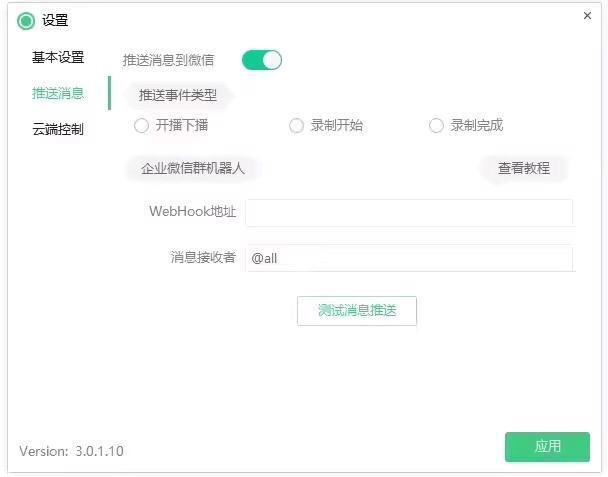 设置
×
基本设置
推送消息
云端控制
推送消息到微信
推送事件类型
开播下播 录制开始 录制完成
企业微信群机器人 查看教程
WebHook地址
消息接收者 @all
测试消息推送
Version: 3.0.1.10
应用